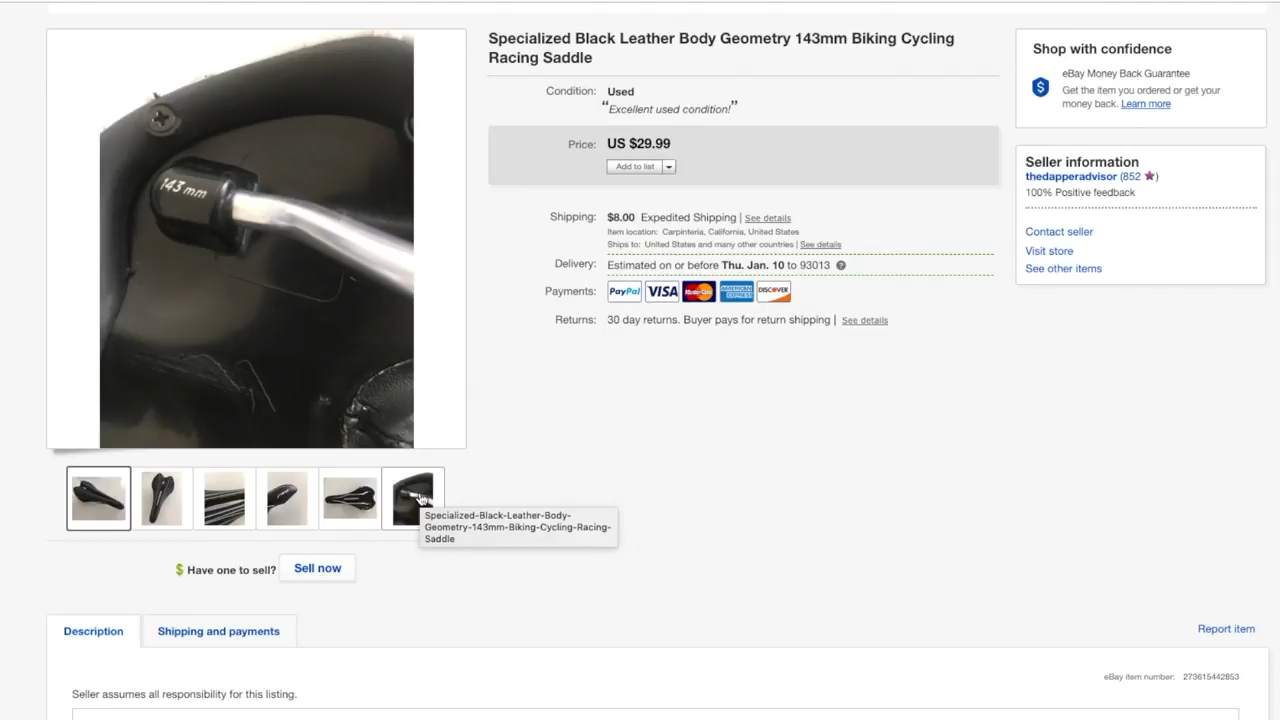 Specialized Black Leather Body Geometry 143mm Biking Cycling
Racing Saddle
Condition: Used
“Excellent used condition!”
Price: US $29.99
Add to list
Shipping: $8.00 Expedited Shipping | See details
Item location: Carpinteria, California, United States
Ships to: United States and many other countries | See details
Delivery: Estimated on or before Thu. Jan. 10 to 93013 ?
Payments: PayPal VISA MasterCard AMERICAN EXPRESS DISCOVER
Returns: 30 day returns. Buyer pays for return shipping | See details
Shop with confidence
$
eBay Money Back Guarantee
Get the item you ordered or get your
money back. Learn more
Seller information
thedapperadvisor (852 ★)
100% Positive feedback
Contact seller
Visit store
See other items
143 mm
Specialized-Black-Leather-Body-
Geometry-143mm-Biking-Cycling-Racing-
Saddle
$ Have one to sell? Sell now
Description
Shipping and payments
Report item
eBay item number: 273615442853
Seller assumes all responsibility for this listing.